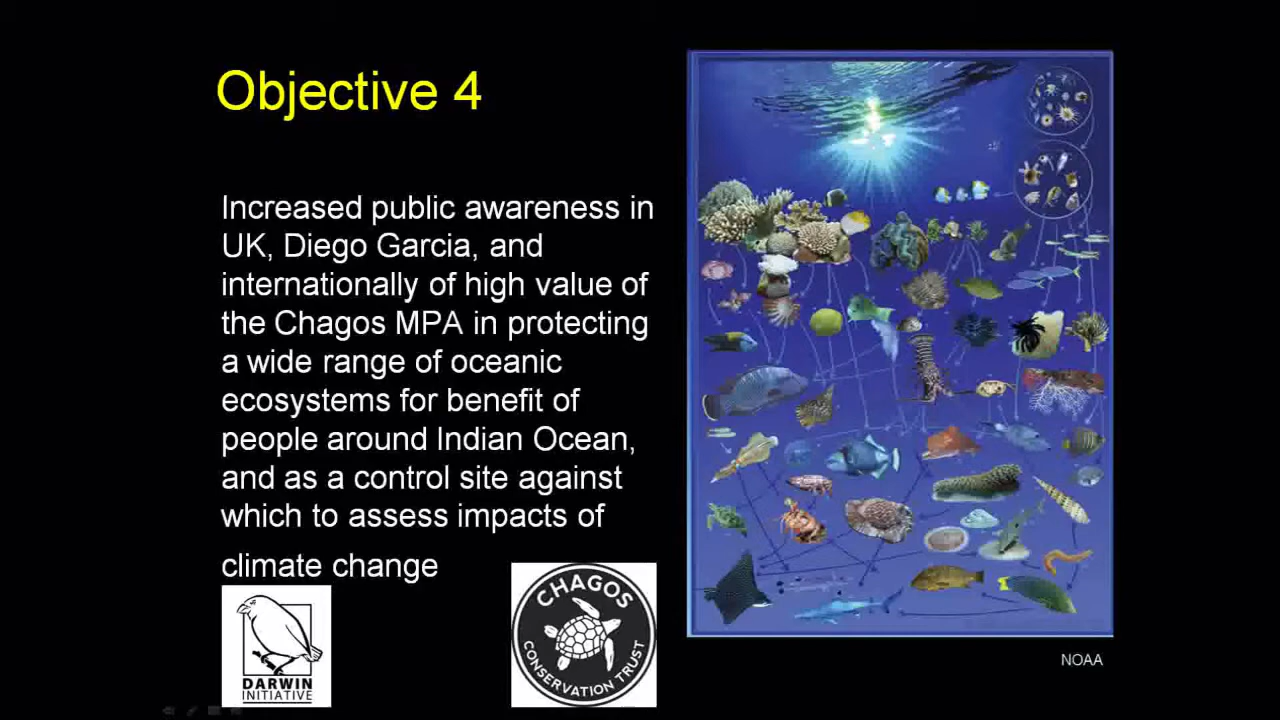 Objective 4
Increased public awareness in
UK, Diego Garcia, and
internationally of high value of
the Chagos MPA in protecting
a wide range of oceanic
ecosystems for benefit of
people around Indian Ocean,
and as a control site against
which to assess impacts of
climate change
DARWIN
INITIATIVE
CHAGOS
CONSERVATION TRUST
NOAA